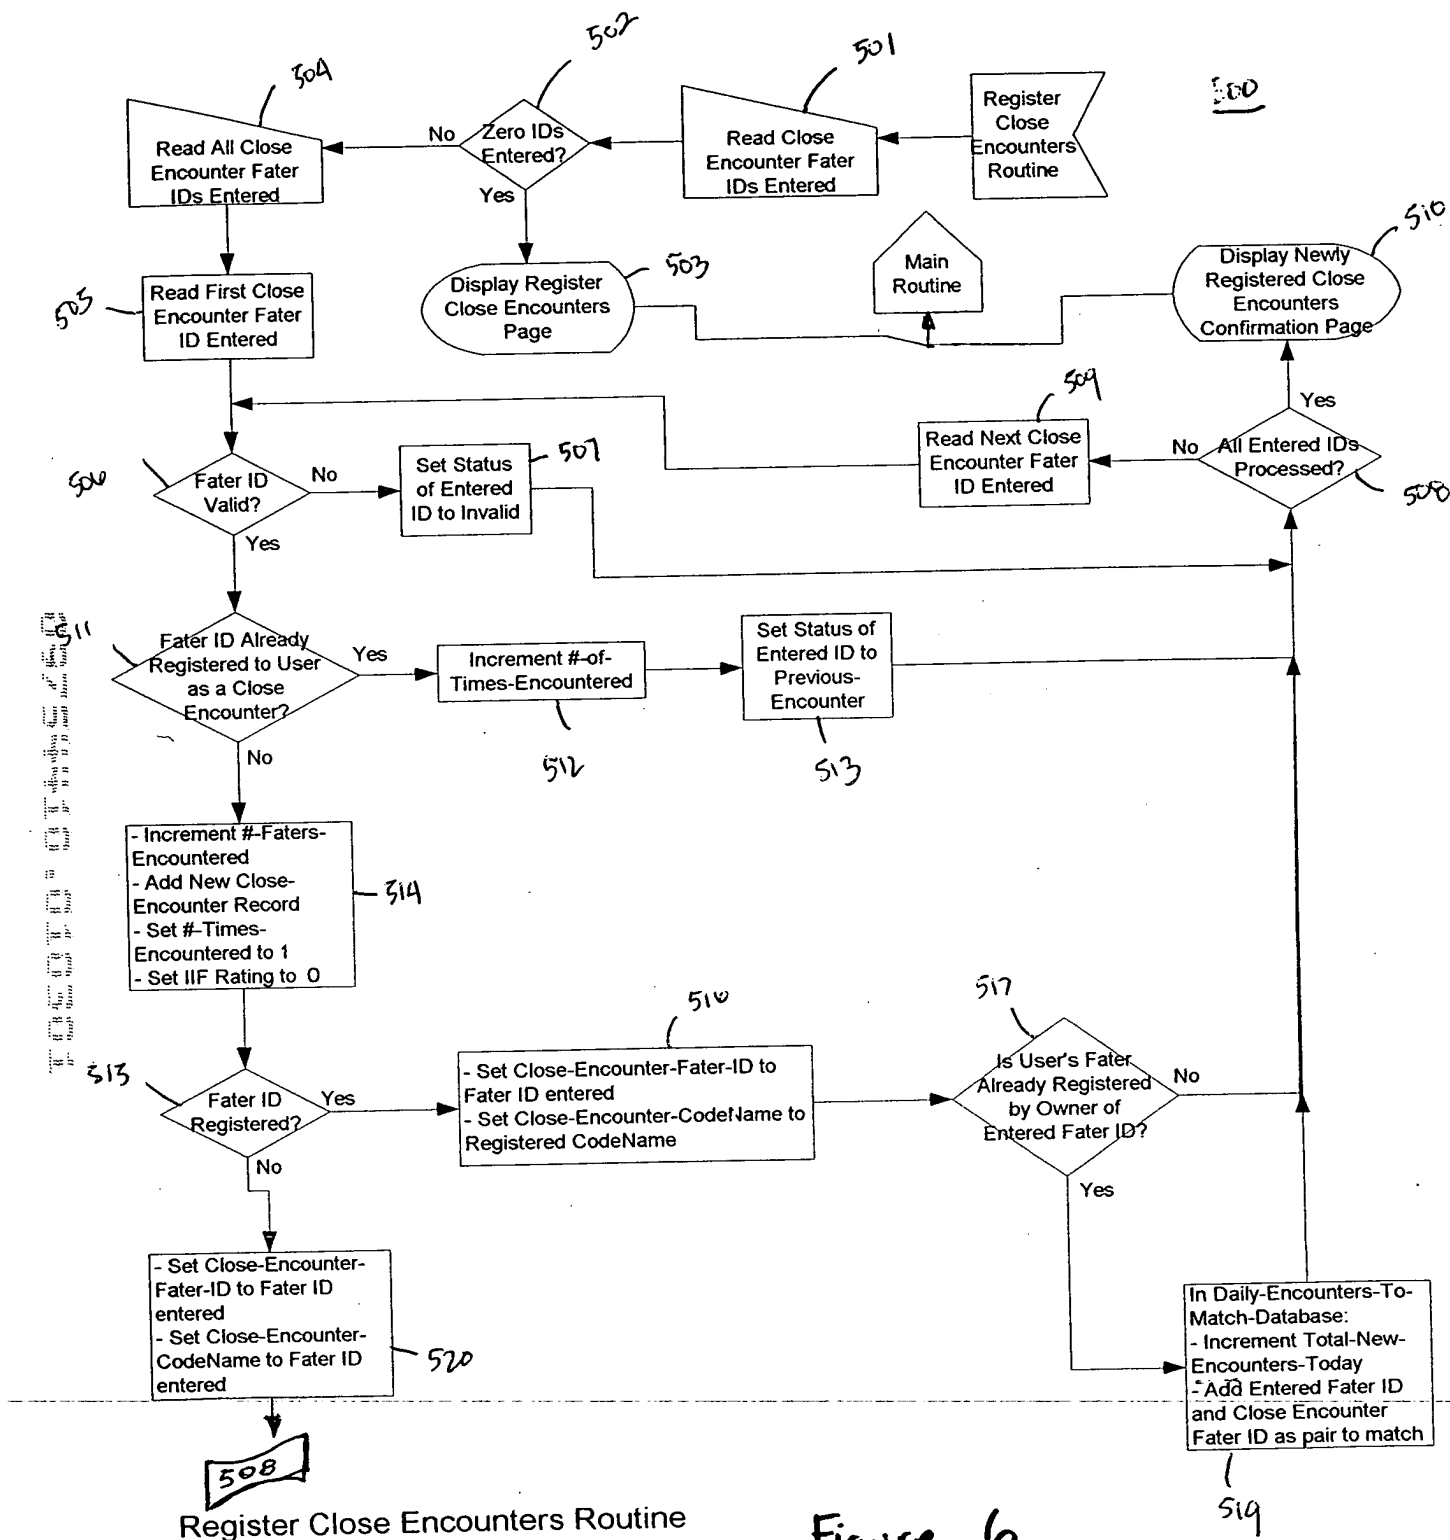 502
501
504
500
Register
Close
Encounters
Routine
Read Close
Encounter Fater
IDs Entered
Zero IDs
Entered?
No
Yes
Read All Close
Encounter Fater
IDs Entered
510
503
505
Display Register
Close Encounters
Page
Main
Routine
Display Newly
Registered Close
Encounters
Confirmation Page
Read First Close
Encounter Fater
ID Entered
509
Yes
Read Next Close
Encounter Fater
ID Entered
No
All Entered IDs
Processed?
508
506
Fater ID
Valid?
No
Yes
Set Status
of Entered
ID to Invalid
507
511
Fater ID Already
Registered to User
as a Close
Encounter?
Yes
No
Increment #-of-
Times-Encountered
512
Set Status of
Entered ID to
Previous-
Encounter
513
- Increment #-Faters-
Encountered
- Add New Close-
Encounter Record
- Set #-Times-
Encountered to 1
- Set IIF Rating to 0
514
515
Fater ID
Registered?
Yes
No
516
- Set Close-Encounter-Fater-ID to
Fater ID entered
- Set Close-Encounter-CodeName to
Registered CodeName
517
Is User's Fater
Already Registered
by Owner of
Entered Fater ID?
No
Yes
- Set Close-Encounter-
Fater-ID to Fater ID
entered
- Set Close-Encounter-
CodeName to Fater ID
entered
520
In Daily-Encounters-To-
Match-Database:
- Increment Total-New-
Encounters-Today
- Add Entered Fater ID
and Close Encounter
Fater ID as pair to match
519
508
Register Close Encounters Routine
Figure 6